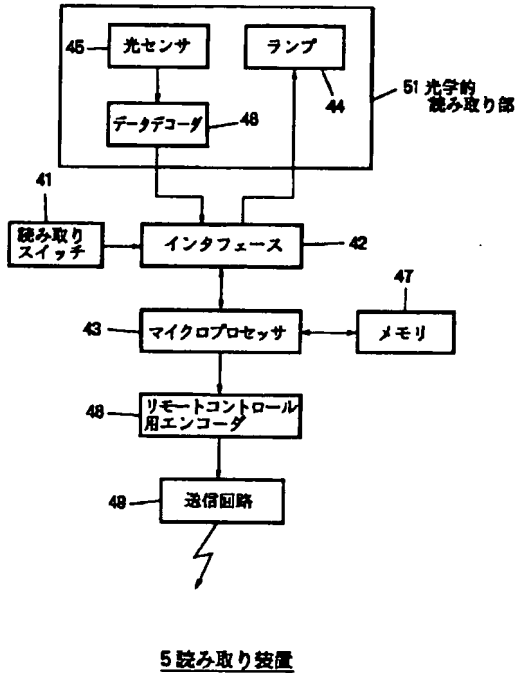 45
光センサ
ランプ
44
51 光学的
読み取り部
データデコーダ
46
41
読み取り
スイッチ
インタフェース
42
47
43
マイクロプロセッサ
メモリ
48
リモートコントロール
用エンコーダ
49
送信回路
5 読み取り装置